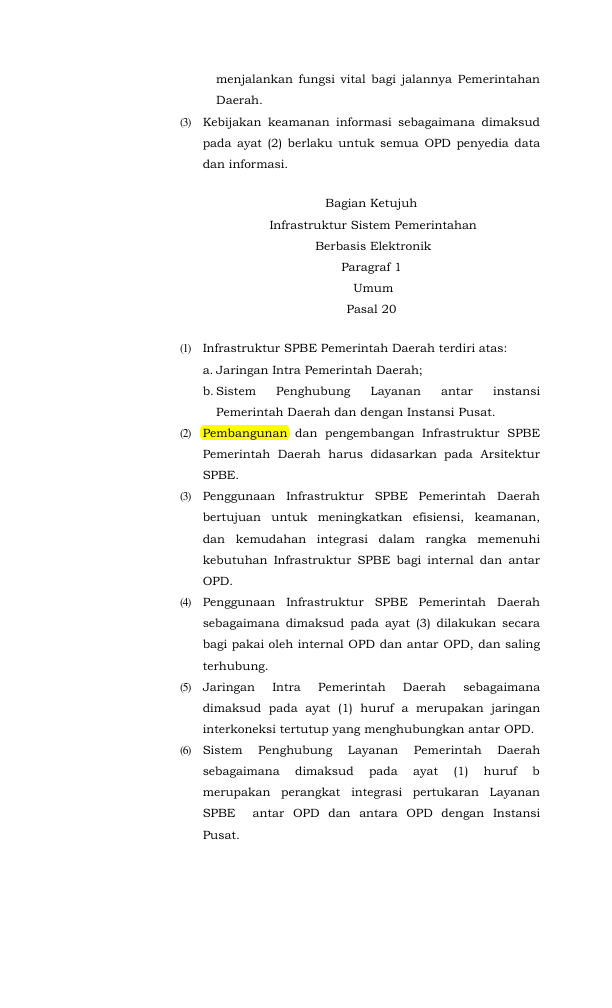 menjalankan fungsi vital bagi jalannya Pemerintahan
Daerah.
(3) Kebijakan keamanan informasi sebagaimana dimaksud
pada ayat (2) berlaku untuk semua OPD penyedia data
dan informasi.
Bagian Ketujuh
Infrastruktur Sistem Pemerintahan
Berbasis Elektronik
Paragraf 1
Umum
Pasal 20
(1) Infrastruktur SPBE Pemerintah Daerah terdiri atas:
a. Jaringan Intra Pemerintah Daerah;
b. Sistem Penghubung Layanan antar instansi
Pemerintah Daerah dan dengan Instansi Pusat.
(2) Pembangunan dan pengembangan Infrastruktur SPBE
Pemerintah Daerah harus didasarkan pada Arsitektur
SPBE.
(3) Penggunaan Infrastruktur SPBE Pemerintah Daerah
bertujuan untuk meningkatkan efisiensi, keamanan,
dan kemudahan integrasi dalam rangka memenuhi
kebutuhan Infrastruktur SPBE bagi internal dan antar
OPD.
(4) Penggunaan Infrastruktur SPBE Pemerintah Daerah
sebagaimana dimaksud pada ayat (3) dilakukan secara
bagi pakai oleh internal OPD dan antar OPD, dan saling
terhubung.
(5) Jaringan Intra Pemerintah Daerah sebagaimana
dimaksud pada ayat (1) huruf a merupakan jaringan
interkoneksi tertutup yang menghubungkan antar OPD.
(6) Sistem Penghubung Layanan Pemerintah Daerah
sebagaimana dimaksud pada ayat (1) huruf b
merupakan perangkat integrasi pertukaran Layanan
SPBE antar OPD dan antara OPD dengan Instansi
Pusat.